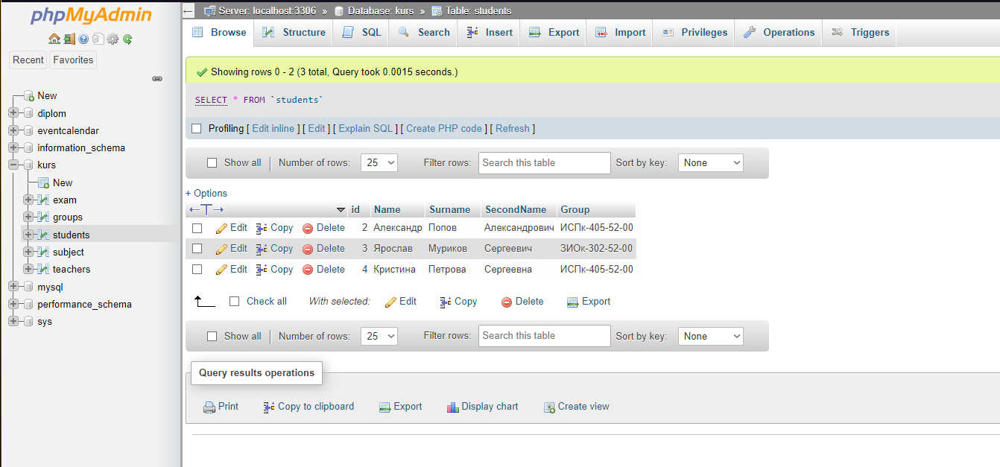 phpMyAdmin
Recent Favorites
New
diplom
eventcalendar
information_schema
kurs
New
exam
groups
students
subject
teachers
mysql
performance_schema
sys
Server: localhost:3306 » Database: kurs » Table: students
Browse Structure SQL Search Insert Export Import Privileges Operations Triggers
Showing rows 0 - 2 (3 total, Query took 0.0015 seconds.)
SELECT * FROM `students`
Profiling [ Edit inline ] [ Edit ] [ Explain SQL ] [ Create PHP code ] [ Refresh ]
Show all Number of rows: 25 Filter rows: Search this table Sort by key: None
+ Options
←T→ id Name Surname SecondName Group
Edit Copy Delete 2 Александр Попов Александрович ИСПк-405-52-00
Edit Copy Delete 3 Ярослав Муриков Сергеевич ЗИОк-302-52-00
Edit Copy Delete 4 Кристина Петрова Сергеевна ИСПк-405-52-00
Check all With selected: Edit Copy Delete Export
Show all Number of rows: 25 Filter rows: Search this table Sort by key: None
Query results operations
Print Copy to clipboard Export Display chart Create view